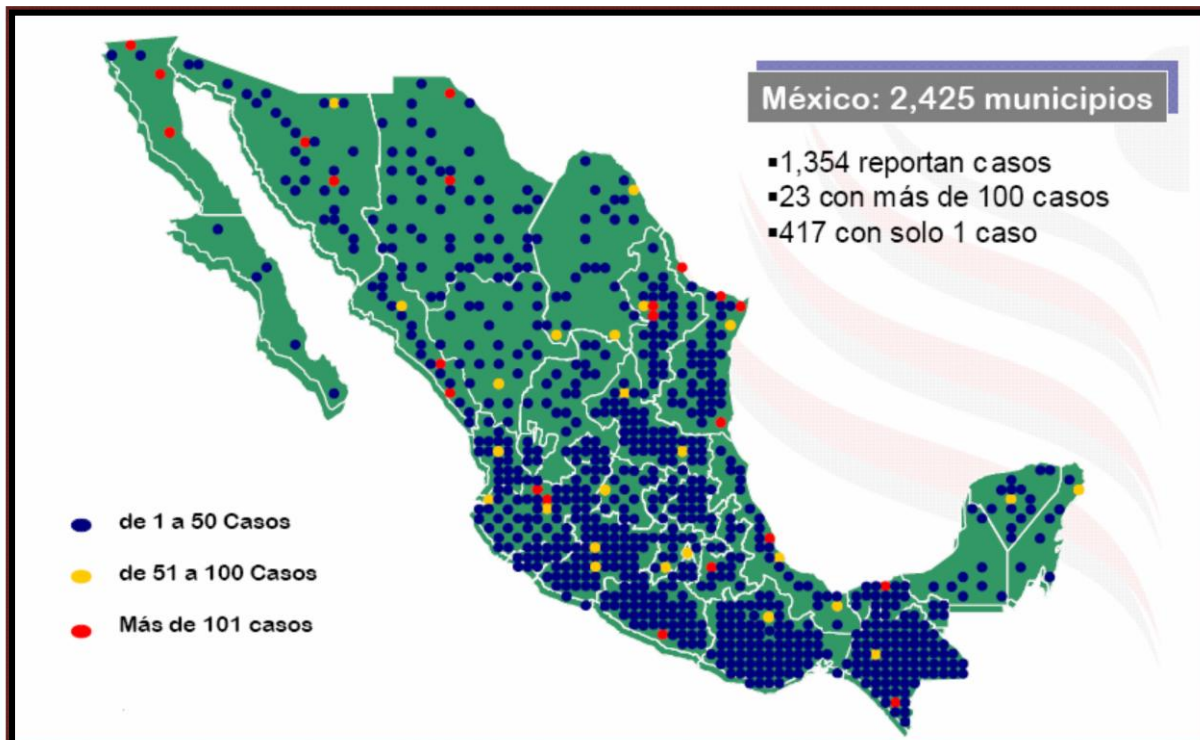 México: 2,425 municipios
▪1,354 reportan casos
▪23 con más de 100 casos
▪417 con solo 1 caso
de 1 a 50 Casos
de 51 a 100 Casos
Más de 101 casos